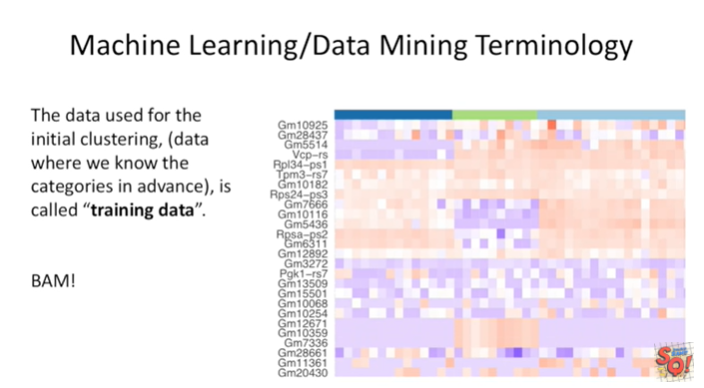 Machine Learning/Data Mining Terminology
The data used for the
initial clustering, (data
where we know the
categories in advance), is
called “training data”.
BAM!
Gm10925
Gm28437
Gm5514
Vcp−rs
Rpl34−ps1
Tpm3−rs7
Gm10182
Rps24−ps3
Gm7666
Gm10116
Gm5436
Rpsa−ps2
Gm6311
Gm12892
Gm3272
Pgk1−rs7
Gm13509
Gm15501
Gm10068
Gm10254
Gm12671
Gm10359
Gm7336
Gm28661
Gm11361
Gm20430
SQ!